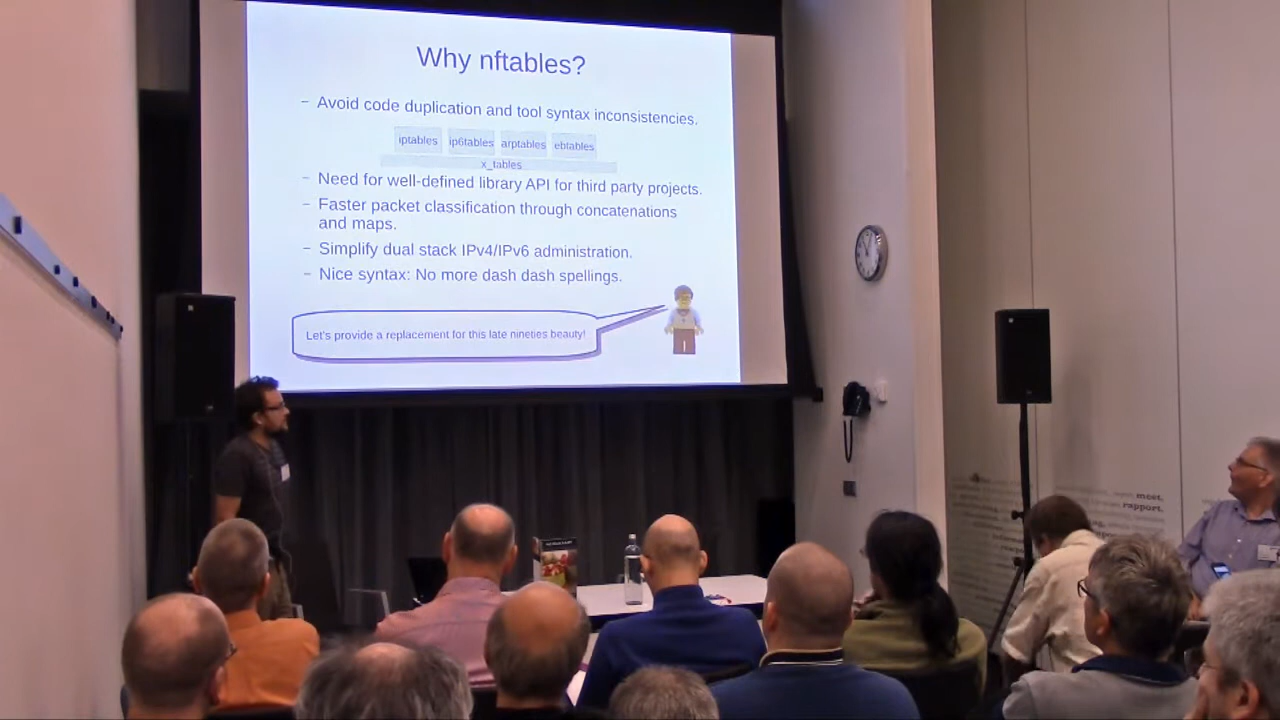 Why nftables?
– Avoid code duplication and tool syntax inconsistencies.
iptables ip6tables arptables ebtables
x_tables
– Need for well-defined library API for third party projects.
– Faster packet classification through concatenations
and maps.
– Simplify dual stack IPv4/IPv6 administration.
– Nice syntax: No more dash dash spellings.
Let's provide a replacement for this late nineties beauty!
meet,
rapport.